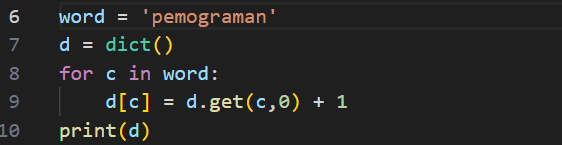 6 word = 'pemograman'
7 d = dict()
8 for c in word:
9     d[c] = d.get(c,0) + 1
10 print(d)